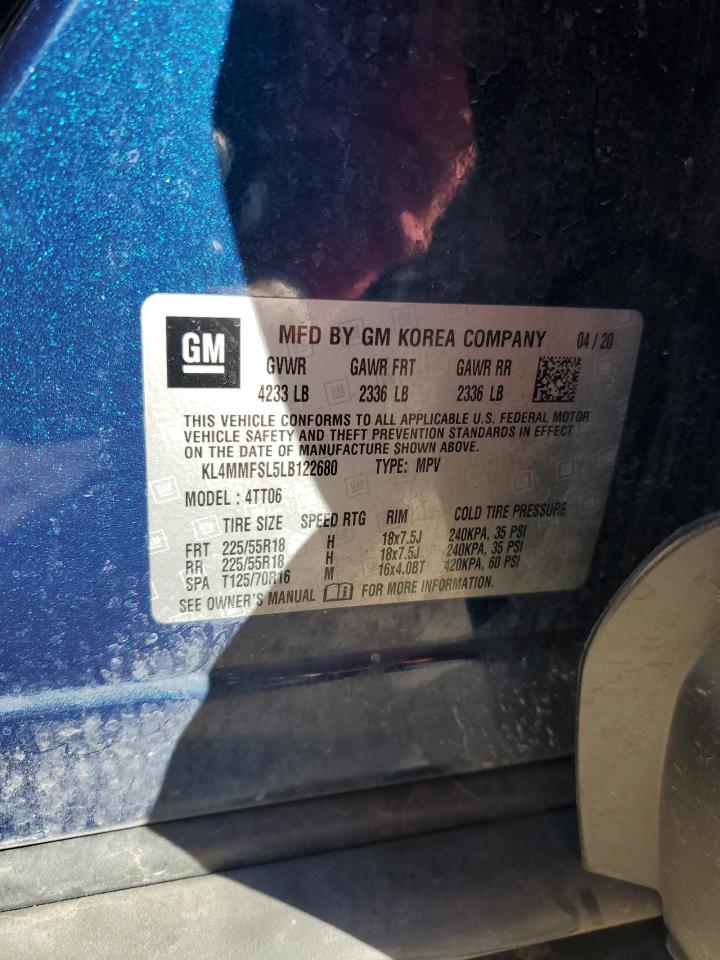 GM MFD BY GM KOREA COMPANY 04 / 20
GVWR GAWR FRT GAWR RR
4233 LB 2336 LB 2336 LB
THIS VEHICLE CONFORMS TO ALL APPLICABLE U.S. FEDERAL MOTOR
VEHICLE SAFETY AND THEFT PREVENTION STANDARDS IN EFFECT
ON THE DATE OF MANUFACTURE SHOWN ABOVE.
KL4MMFSL5LB122680 TYPE: MPV
MODEL : 4TT06
TIRE SIZE SPEED RTG RIM COLD TIRE PRESSURE
FRT 225/55R18 H 18x7.5J 240KPA, 35 PSI
RR 225/55R18 H 18x7.5J 240KPA, 35 PSI
SPA T125/70R16 M 16x4.0BT 420KPA, 60 PSI
SEE OWNER'S MANUAL FOR MORE INFORMATION.